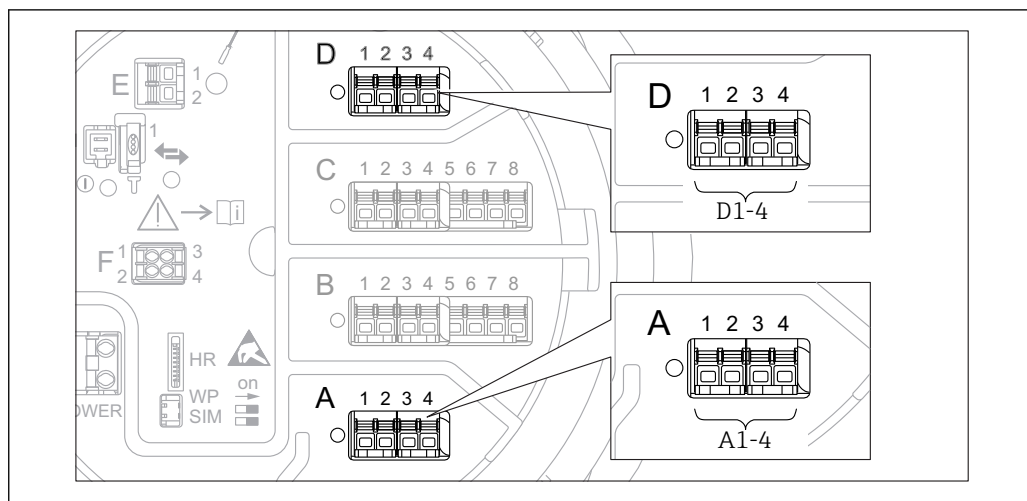 D 1 2 3 4
D 1 2 3 4
D1-4
E 1
2
1
C 1 2 3 4 5 6 7 8
i
F 1 3
2 4
B 1 2 3 4 5 6 7 8
A 1 2 3 4
A1-4
HR
on
WP
SIM
OWER
A 1 2 3 4